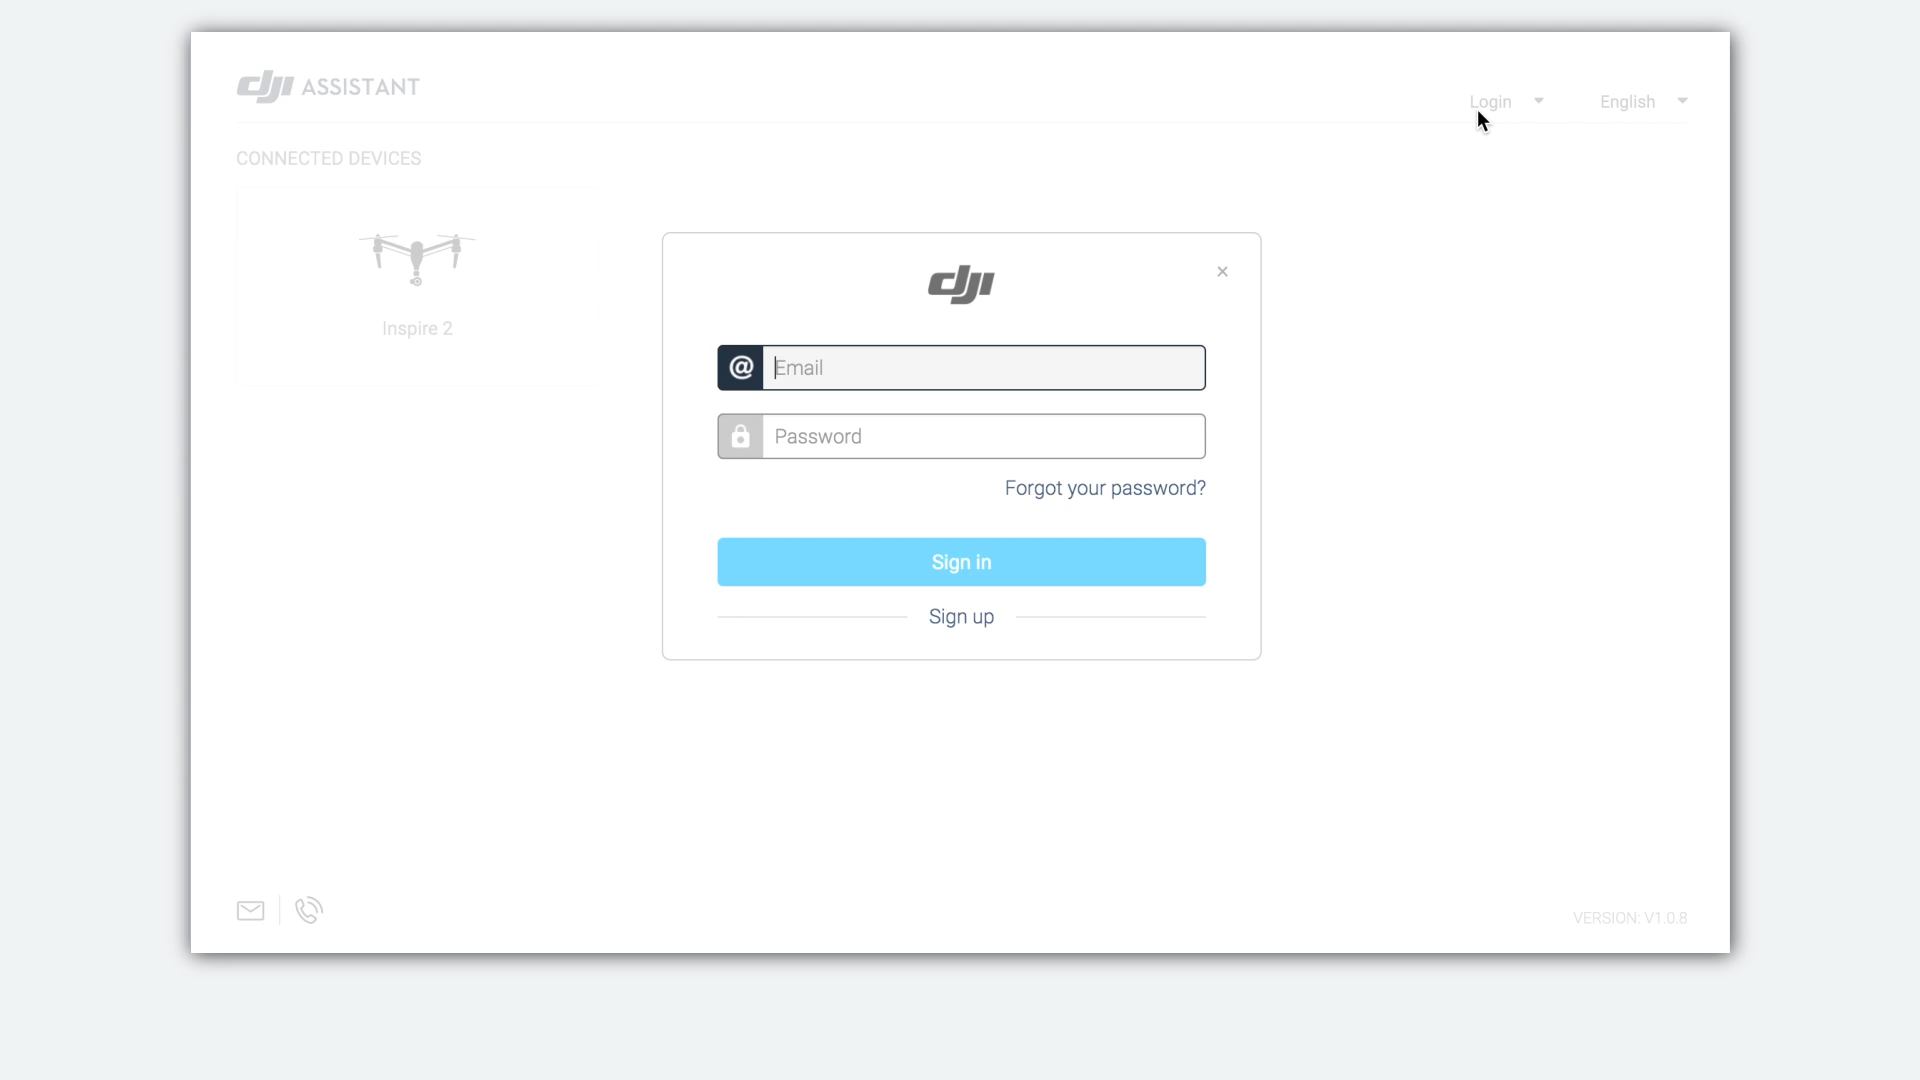 dji ASSISTANT
Login
English
CONNECTED DEVICES
Inspire 2
dji
@ Email
Password
Forgot your password?
Sign in
Sign up
VERSION: V1.0.8